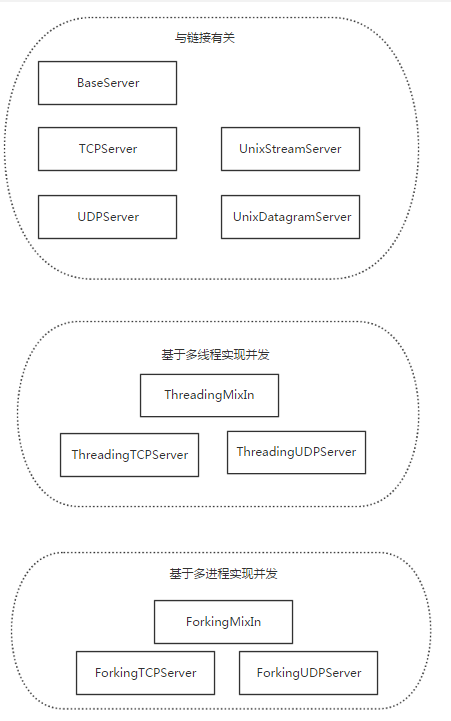 与链接有关
BaseServer
TCPServer
UnixStreamServer
UDPServer
UnixDatagramServer
基于多线程实现并发
ThreadingMixIn
ThreadingTCPServer
ThreadingUDPServer
基于多进程实现并发
ForkingMixIn
ForkingTCPServer
ForkingUDPServer